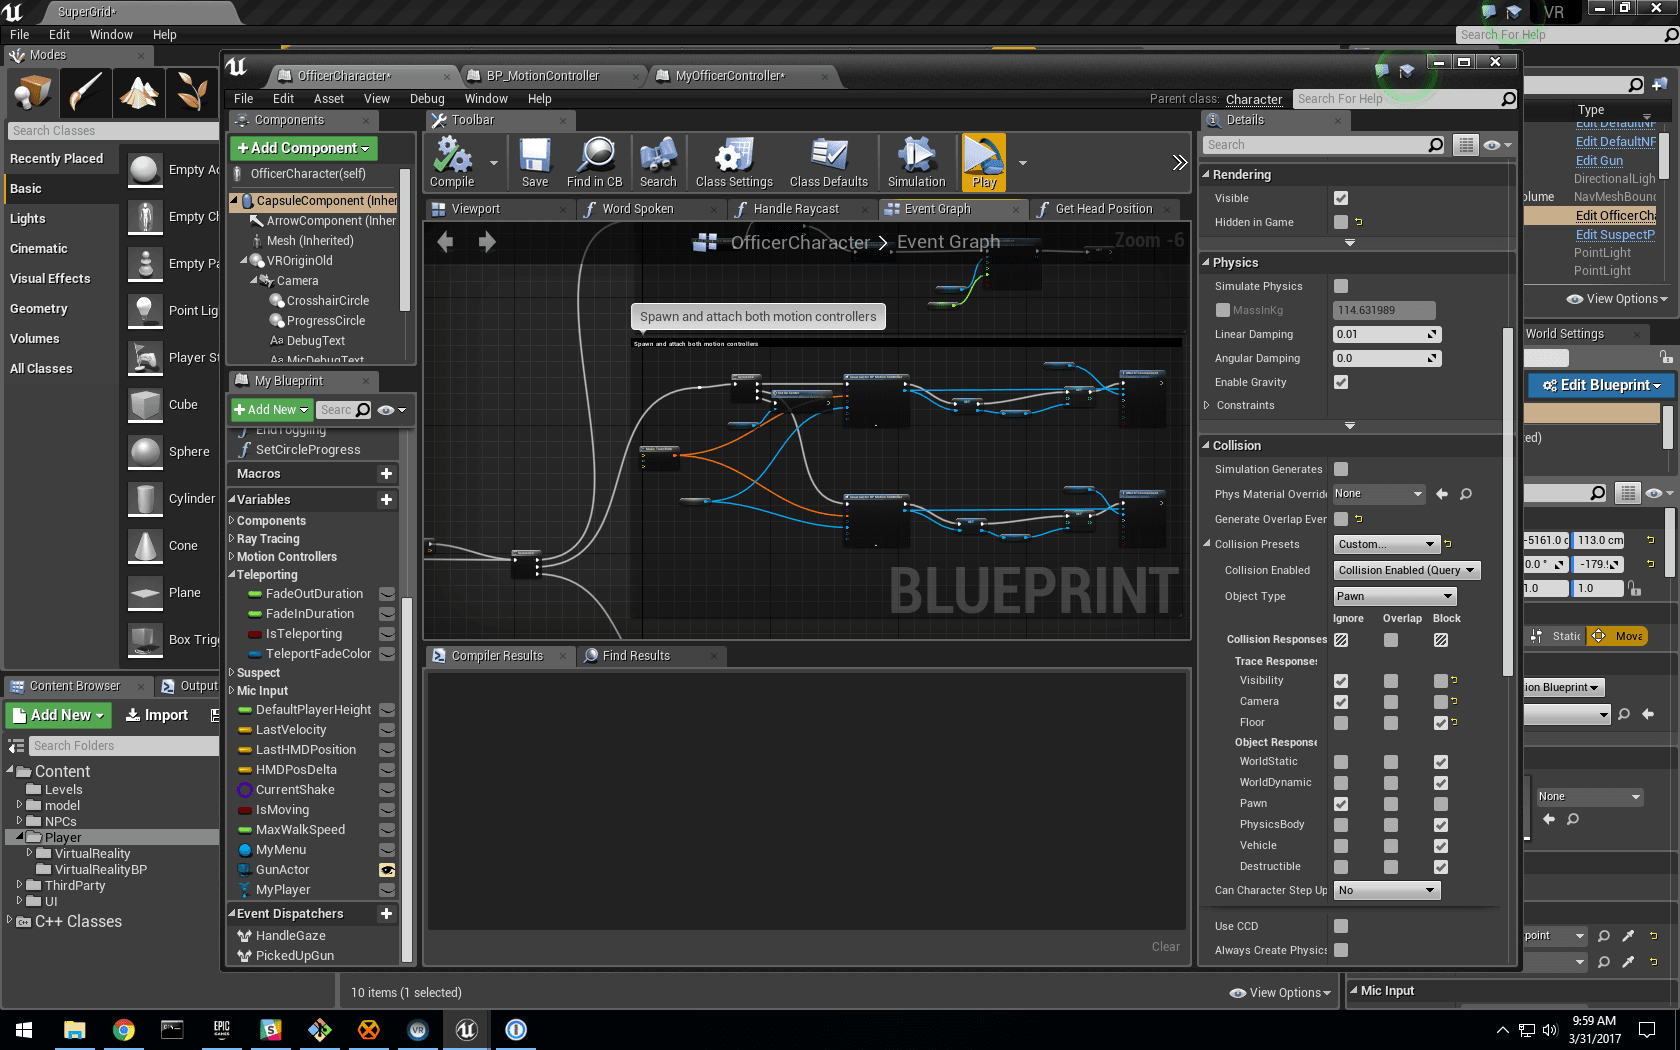 SuperGrid*
VR
File Edit Window Help
Search For Help
Modes
Search Classes
Recently Placed
Basic
Lights
Cinematic
Visual Effects
Geometry
Volumes
All Classes
Empty Ac
Empty Ch
Empty Pa
Point Lig
Player St
Cube
Sphere
Cylinder
Cone
Plane
Box Trigg
Content Browser
Output
Add New
Import
Search Folders
Content
Levels
model
NPCs
Player
VirtualReality
VirtualRealityBP
ThirdParty
UI
C++ Classes
10 items (1 selected)
View Options
OfficerCharacter*
BP_MotionController
MyOfficerController*
File Edit Asset View Debug Window Help
Parent class: Character
Search For Help
Components
Add Component
OfficerCharacter(self)
CapsuleComponent (Inher
ArrowComponent (Inher
Mesh (Inherited)
VROriginOld
Camera
CrosshairCircle
ProgressCircle
DebugText
MicDebugText
My Blueprint
Add New
Searc
EndToggling
SetCircleProgress
Macros
Variables
Components
Ray Tracing
Motion Controllers
Teleporting
FadeOutDuration
FadeInDuration
IsTeleporting
TeleportFadeColor
Suspect
Mic Input
DefaultPlayerHeight
LastVelocity
LastHMDPosition
HMDPosDelta
CurrentShake
IsMoving
MaxWalkSpeed
MyMenu
GunActor
MyPlayer
Event Dispatchers
HandleGaze
PickedUpGun
Toolbar
Compile
Save
Find in CB
Search
Class Settings
Class Defaults
Simulation
Play
Viewport
Word Spoken
Handle Raycast
Event Graph
Get Head Position
OfficerCharacter > Event Graph
Zoom -6
Spawn and attach both motion controllers
Spawn and attach both motion controllers
BLUEPRINT
Compiler Results
Find Results
Clear
Details
Search
Rendering
Visible
Hidden in Game
Physics
Simulate Physics
MassInKg 114.631989
Linear Damping 0.01
Angular Damping 0.0
Enable Gravity
Constraints
Collision
Simulation Generates
Phys Material Override None
Generate Overlap Even
Collision Presets Custom...
Collision Enabled Collision Enabled (Query
Object Type Pawn
Ignore Overlap Block
Collision Responses
Trace Responses
Visibility
Camera
Floor
Object Response
WorldStatic
WorldDynamic
Pawn
PhysicsBody
Vehicle
Destructible
Can Character Step Up No
Use CCD
Always Create Physics
Type
Edit DefaultNF
Edit DefaultNF
Edit Gun
DirectionalLigh
olume NavMeshBound
Edit OfficerCha
Edit SuspectP
PointLight
PointLight
View Options
World Settings
Edit Blueprint
ted)
-5161.0 c 113.0 cm
0.0 ° -179.9
1.0 1.0
Static Mova
ion Blueprint
None
point
Mic Input
EPIC
GAMES
VR
9:59 AM
3/31/2017